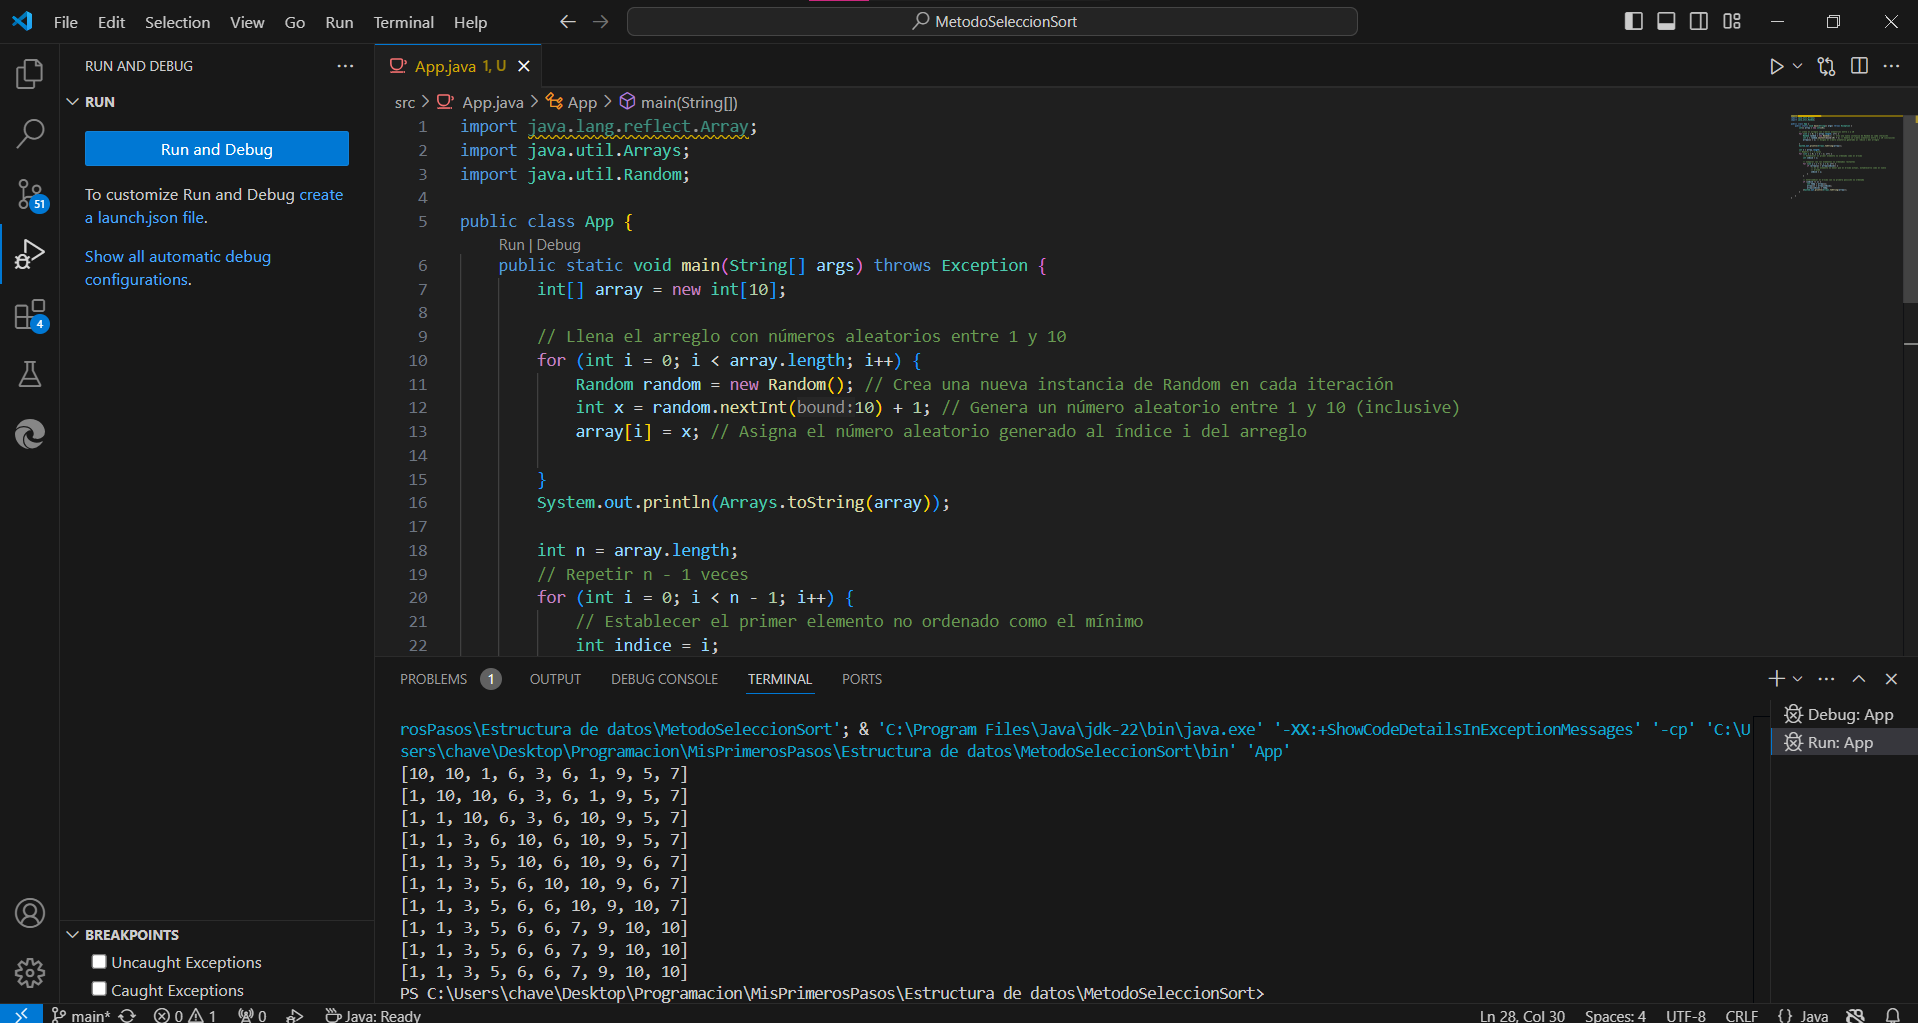 File Edit Selection View Go Run Terminal Help
MetodoSeleccionSort
RUN AND DEBUG
RUN
Run and Debug
To customize Run and Debug create
a launch.json file.
Show all automatic debug
configurations.
51
4
BREAKPOINTS
Uncaught Exceptions
Caught Exceptions
App.java 1, U
src > App.java > App > main(String[])
1 import java.lang.reflect.Array;
2 import java.util.Arrays;
3 import java.util.Random;
4
5 public class App {
Run | Debug
6 public static void main(String[] args) throws Exception {
7 int[] array = new int[10];
8
9 // Llena el arreglo con números aleatorios entre 1 y 10
10 for (int i = 0; i < array.length; i++) {
11 Random random = new Random(); // Crea una nueva instancia de Random en cada iteración
12 int x = random.nextInt(bound:10) + 1; // Genera un número aleatorio entre 1 y 10 (inclusive)
13 array[i] = x; // Asigna el número aleatorio generado al índice i del arreglo
14
15 }
16 System.out.println(Arrays.toString(array));
17
18 int n = array.length;
19 // Repetir n - 1 veces
20 for (int i = 0; i < n - 1; i++) {
21 // Establecer el primer elemento no ordenado como el mínimo
22 int indice = i;
PROBLEMS 1 OUTPUT DEBUG CONSOLE TERMINAL PORTS
rosPasos\Estructura de datos\MetodoSeleccionSort'; & 'C:\Program Files\Java\jdk-22\bin\java.exe' '-XX:+ShowCodeDetailsInExceptionMessages' '-cp' 'C:\U
sers\chave\Desktop\Programacion\MisPrimerosPasos\Estructura de datos\MetodoSeleccionSort\bin' 'App'
[10, 10, 1, 6, 3, 6, 1, 9, 5, 7]
[1, 10, 10, 6, 3, 6, 1, 9, 5, 7]
[1, 1, 10, 6, 3, 6, 10, 9, 5, 7]
[1, 1, 3, 6, 10, 6, 10, 9, 5, 7]
[1, 1, 3, 5, 10, 6, 10, 9, 6, 7]
[1, 1, 3, 5, 6, 10, 10, 9, 6, 7]
[1, 1, 3, 5, 6, 6, 10, 9, 10, 7]
[1, 1, 3, 5, 6, 6, 7, 9, 10, 10]
[1, 1, 3, 5, 6, 6, 7, 9, 10, 10]
[1, 1, 3, 5, 6, 6, 7, 9, 10, 10]
PS C:\Users\chave\Desktop\Programacion\MisPrimerosPasos\Estructura de datos\MetodoSeleccionSort>
Debug: App
Run: App
main* 0 1 0 Java: Ready Ln 28, Col 30 Spaces: 4 UTF-8 CRLF {} Java